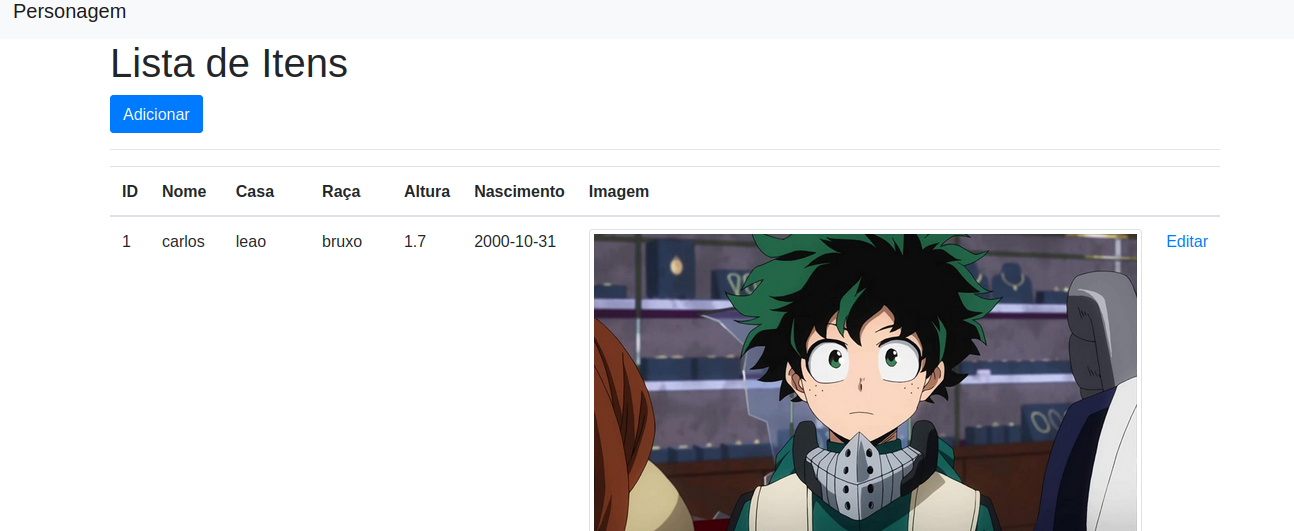 Personagem
Lista de Itens
Adicionar
ID Nome Casa Raça Altura Nascimento Imagem
1 carlos leao bruxo 1.7 2000-10-31 Editar